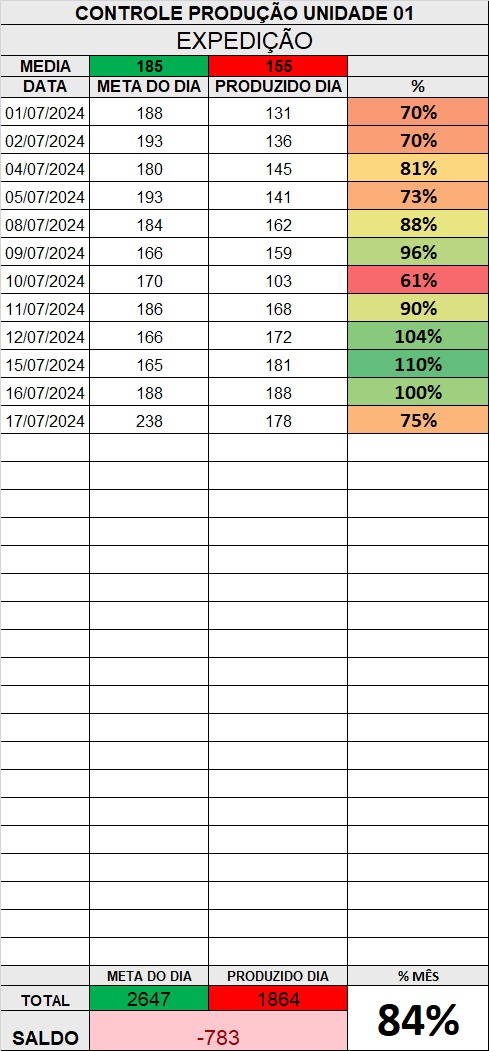 CONTROLE PRODUÇÃO UNIDADE 01
EXPEDIÇÃO
MEDIA 185 155
DATA META DO DIA PRODUZIDO DIA %
01/07/2024 188 131 70%
02/07/2024 193 136 70%
04/07/2024 180 145 81%
05/07/2024 193 141 73%
08/07/2024 184 162 88%
09/07/2024 166 159 96%
10/07/2024 170 103 61%
11/07/2024 186 168 90%
12/07/2024 166 172 104%
15/07/2024 165 181 110%
16/07/2024 188 188 100%
17/07/2024 238 178 75%
META DO DIA PRODUZIDO DIA % MÊS
TOTAL 2647 1864 84%
SALDO -783